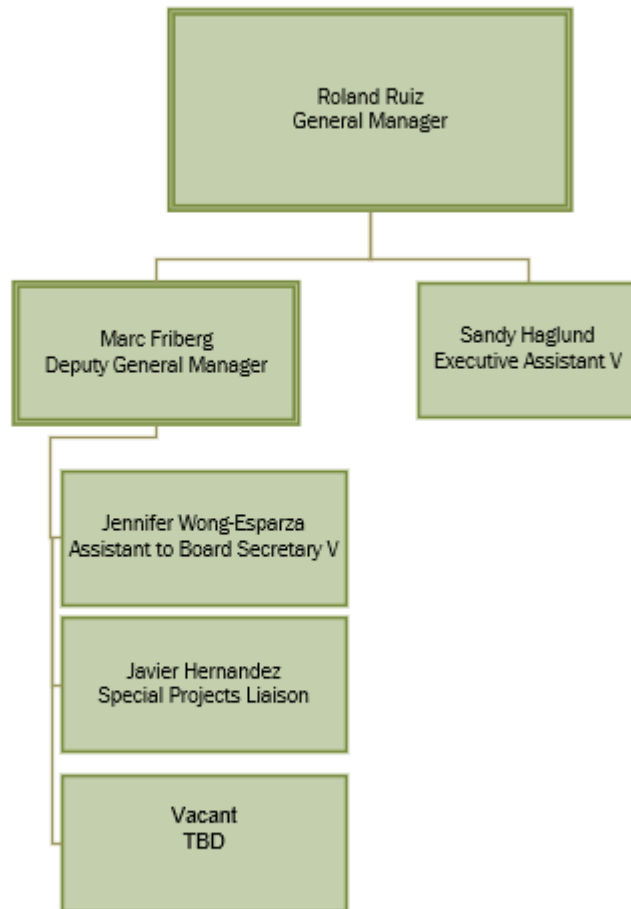 Roland Ruiz
General Manager
Marc Friberg
Deputy General Manager
Sandy Haglund
Executive Assistant V
Jennifer Wong-Esparza
Assistant to Board Secretary V
Javier Hernandez
Special Projects Liaison
Vacant
TBD